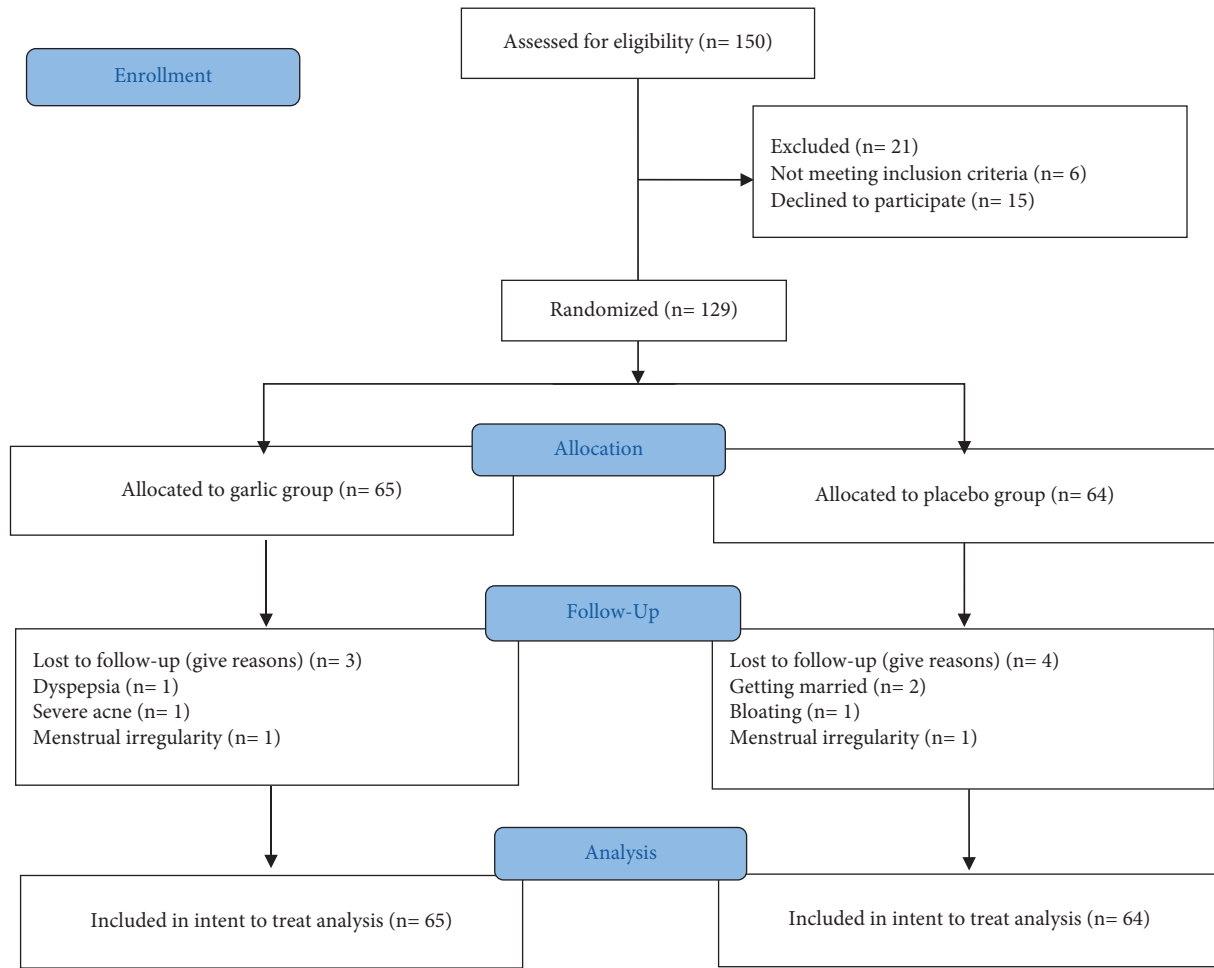 Assessed for eligibility (n= 150)
Enrollment
Excluded (n= 21)
Not meeting inclusion criteria (n= 6)
Declined to participate (n= 15)
Randomized (n= 129)
Allocation
Allocated to garlic group (n= 65)
Allocated to placebo group (n= 64)
Follow-Up
Lost to follow-up (give reasons) (n= 3)
Dyspepsia (n= 1)
Severe acne (n= 1)
Menstrual irregularity (n= 1)
Lost to follow-up (give reasons) (n= 4)
Getting married (n= 2)
Bloating (n= 1)
Menstrual irregularity (n= 1)
Analysis
Included in intent to treat analysis (n= 65)
Included in intent to treat analysis (n= 64)